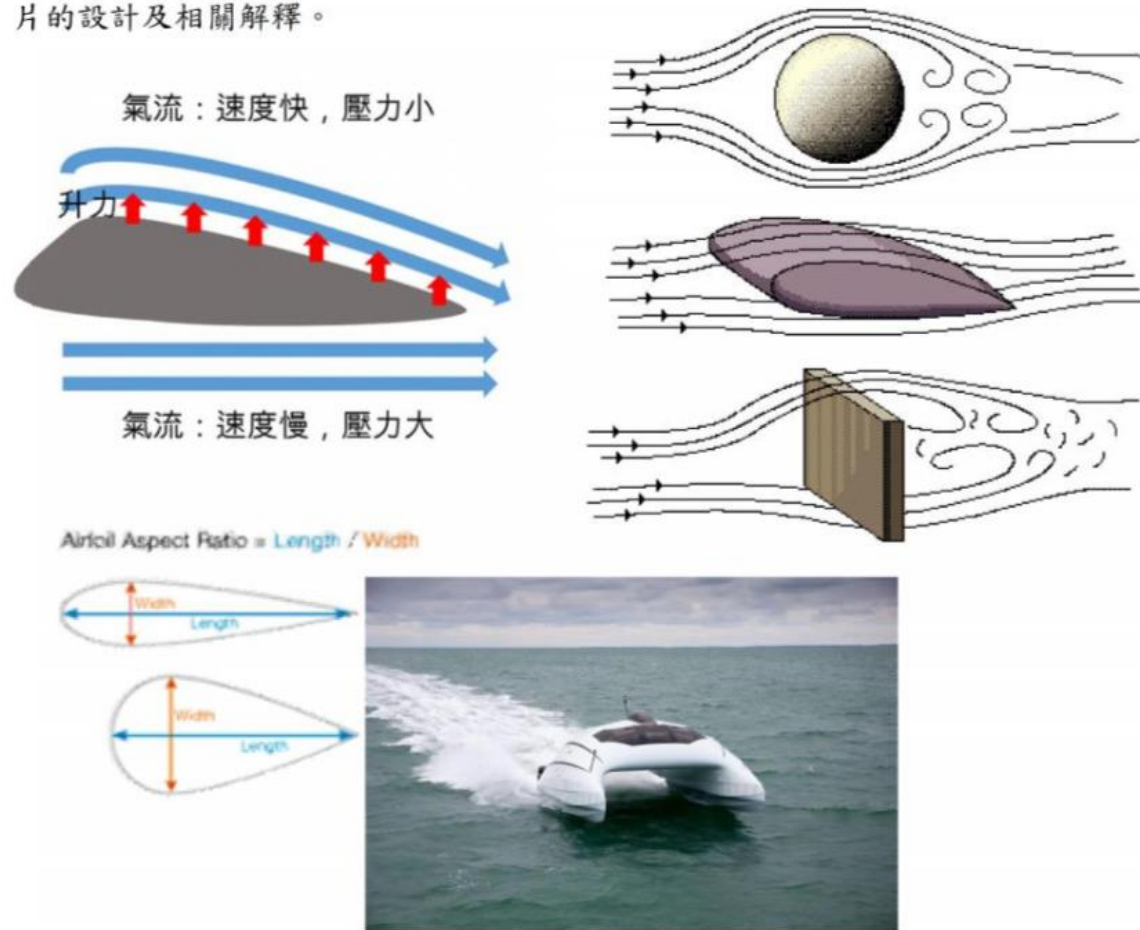 片的設計及相關解釋。
氣流：速度快，壓力小
升力
氣流：速度慢，壓力大
Airfoil Aspect Ratio = Length / Width
Width
Length
Width
Length